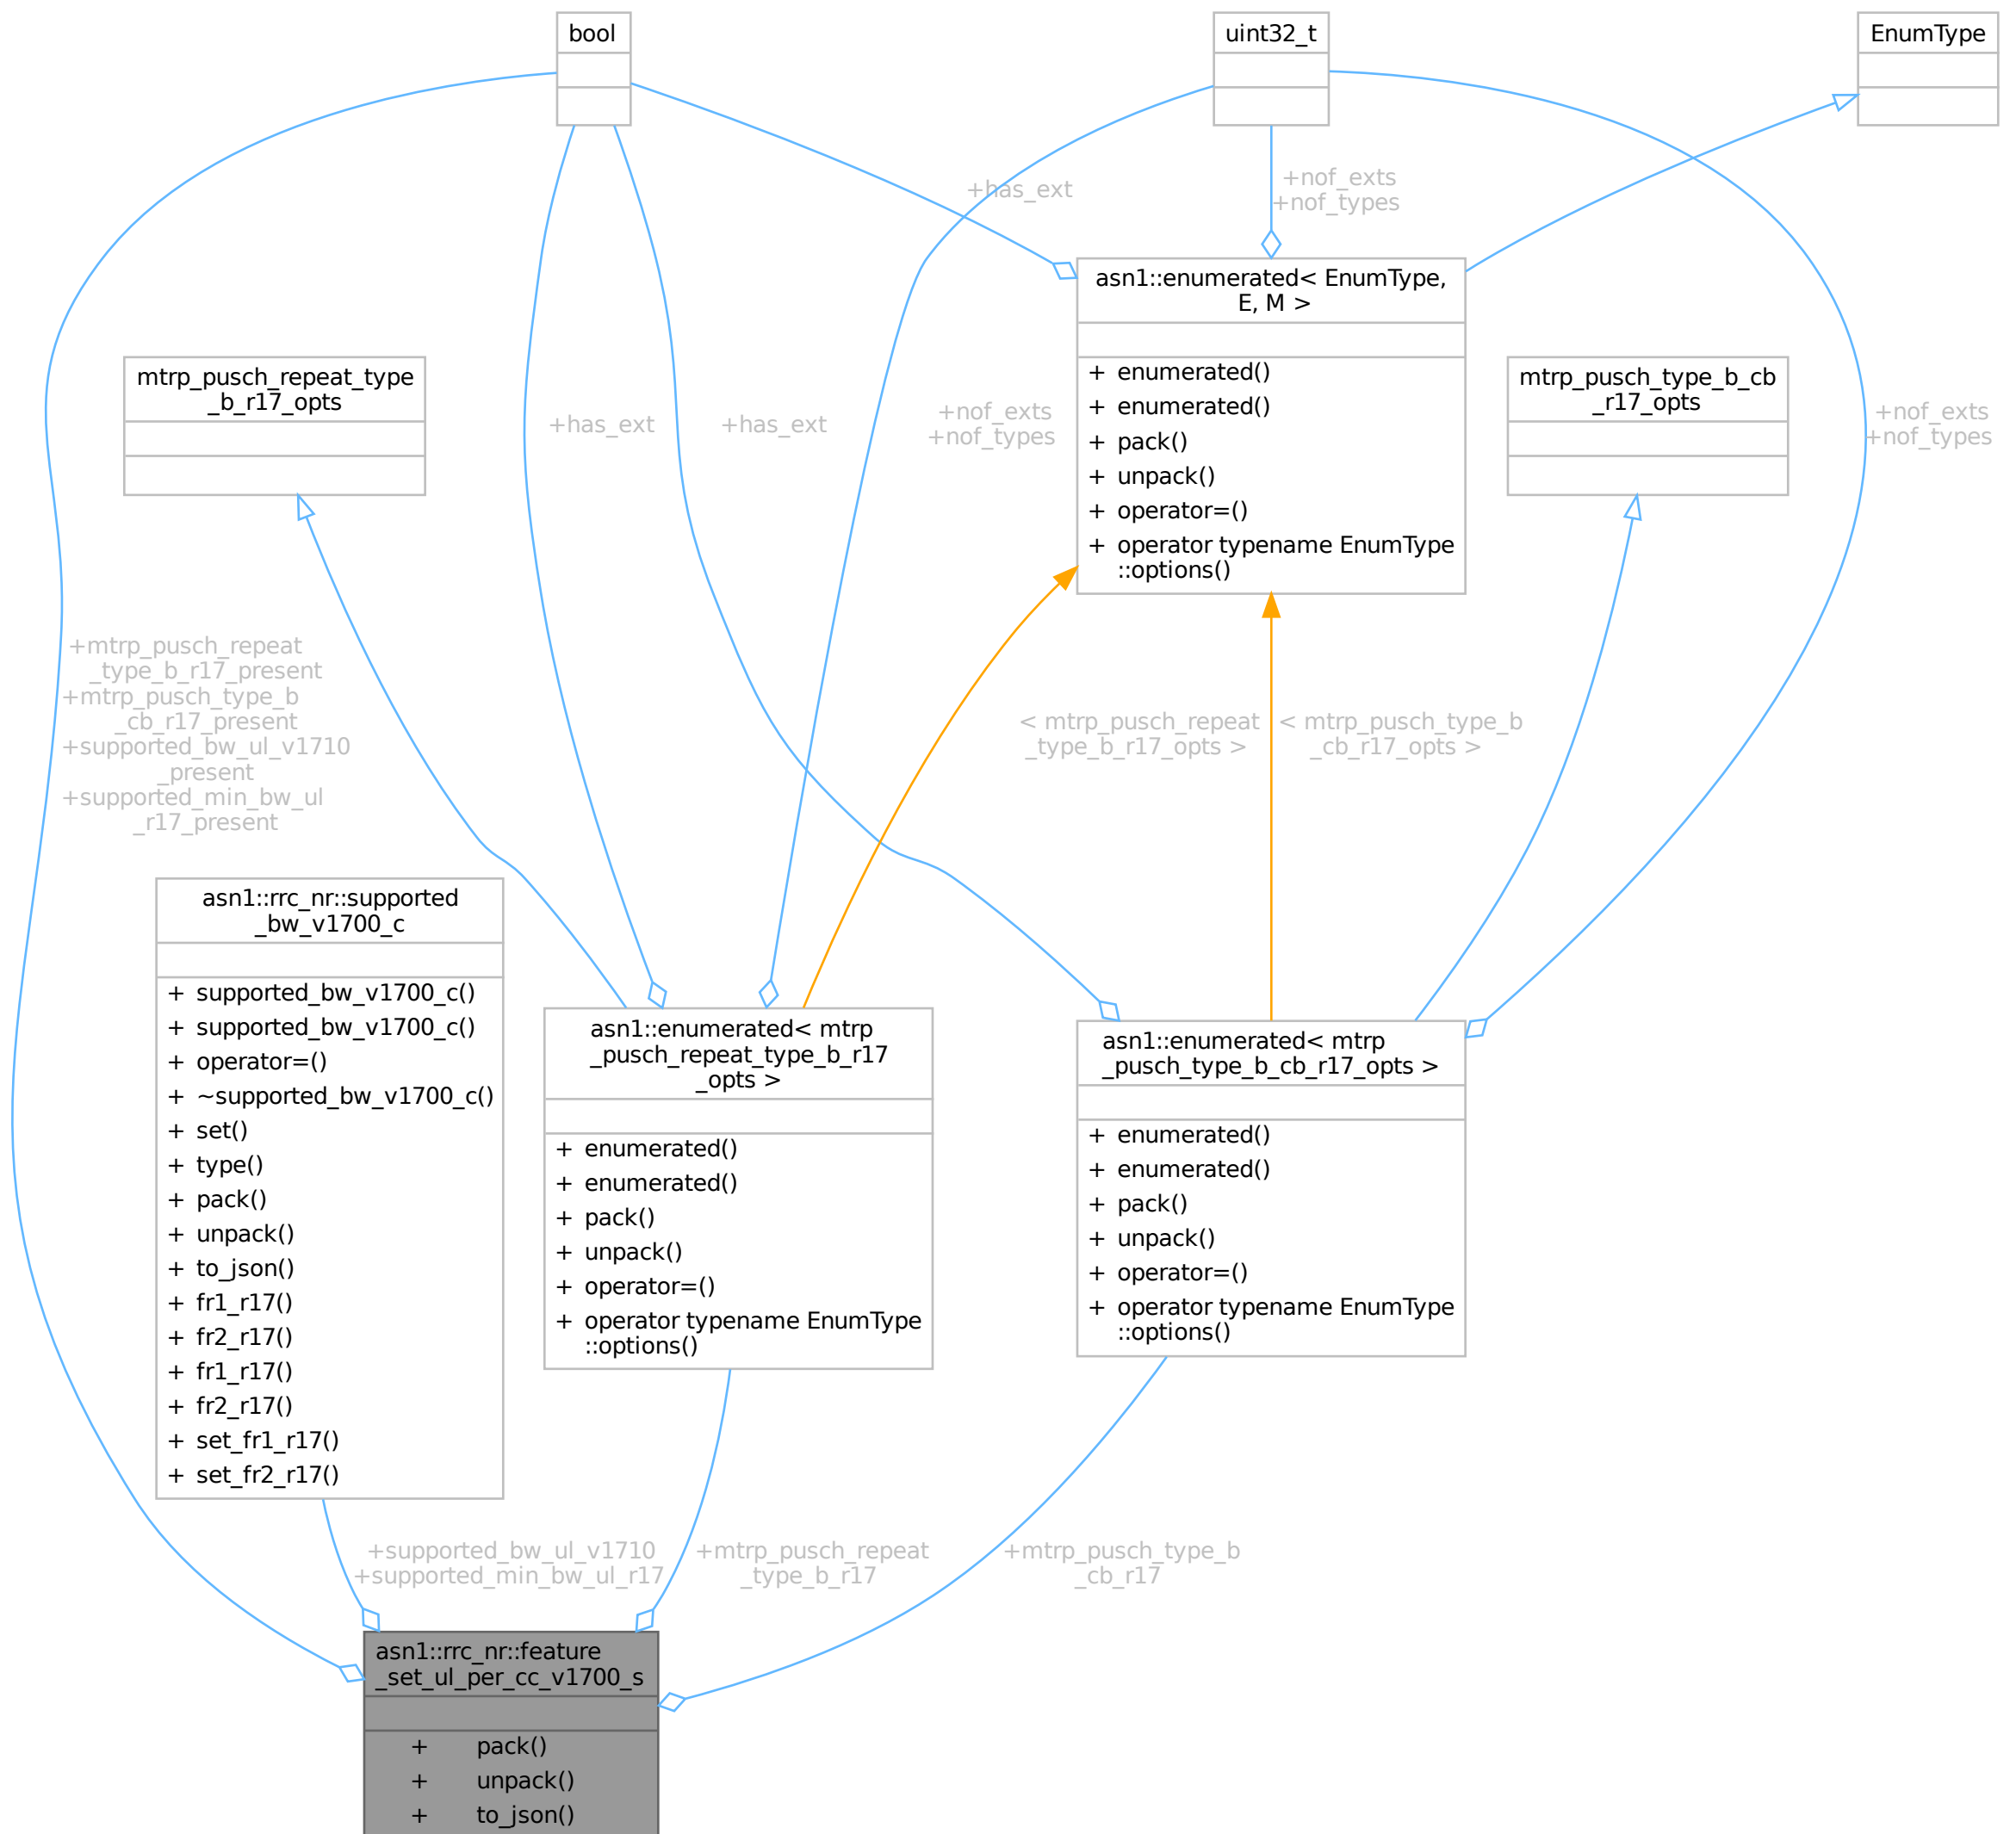 bool
uint32_t
EnumType
+has_ext
+nof_exts
+nof_types
asn1::enumerated< EnumType,
E, M >
+ enumerated()
+ enumerated()
+ pack()
+ unpack()
+ operator=()
+ operator typename EnumType
::options()
mtrp_pusch_repeat_type
_b_r17_opts
mtrp_pusch_type_b_cb
_r17_opts
+has_ext
+has_ext
+nof_exts
+nof_types
+nof_exts
+nof_types
+mtrp_pusch_repeat
_type_b_r17_present
+mtrp_pusch_type_b
_cb_r17_present
+supported_bw_ul_v1710
_present
+supported_min_bw_ul
_r17_present
< mtrp_pusch_repeat
_type_b_r17_opts >
< mtrp_pusch_type_b
_cb_r17_opts >
asn1::rrc_nr::supported
_bw_v1700_c
+ supported_bw_v1700_c()
+ supported_bw_v1700_c()
+ operator=()
+ ~supported_bw_v1700_c()
+ set()
+ type()
+ pack()
+ unpack()
+ to_json()
+ fr1_r17()
+ fr2_r17()
+ fr1_r17()
+ fr2_r17()
+ set_fr1_r17()
+ set_fr2_r17()
asn1::enumerated< mtrp
_pusch_repeat_type_b_r17
_opts >
+ enumerated()
+ enumerated()
+ pack()
+ unpack()
+ operator=()
+ operator typename EnumType
::options()
asn1::enumerated< mtrp
_pusch_type_b_cb_r17_opts >
+ enumerated()
+ enumerated()
+ pack()
+ unpack()
+ operator=()
+ operator typename EnumType
::options()
+supported_bw_ul_v1710
+supported_min_bw_ul_r17
+mtrp_pusch_repeat
_type_b_r17
+mtrp_pusch_type_b
_cb_r17
asn1::rrc_nr::feature
_set_ul_per_cc_v1700_s
+ pack()
+ unpack()
+ to_json()